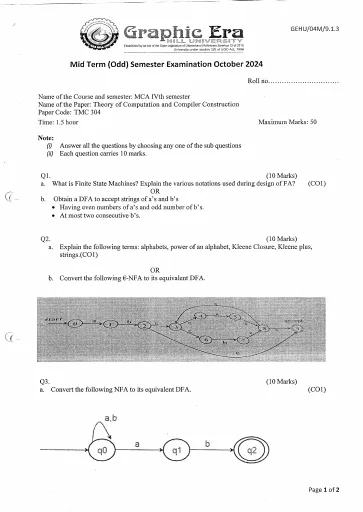 GEHU/04M/9.1.3
Graphic Era
HILL UNIVERSITY
Mid Term (Odd) Semester Examination October 2024
Roll no..............................
Name of the Course and semester: MCA IVth semester
Name of the Paper: Theory of Computation and Compiler Construction
Paper Code: TMC 304
Time: 1.5 hour Maximum Marks: 50
Note:
(i) Answer all the questions by choosing any one of the sub questions
(ii) Each question carries 10 marks.
Q1. (10 Marks)
a. What is Finite State Machines? Explain the various notations used during design of FA? (CO1)
OR
b. Obtain a DFA to accept strings of a's and b's
• Having even numbers of a's and odd number of b's.
• At most two consecutive b's.
Q2. (10 Marks)
a. Explain the following terms: alphabets, power of an alphabet, Kleene Closure, Kleene plus,
strings.(CO1)
OR
b. Convert the following Є-NFA to its equivalent DFA.
Q3. (10 Marks)
a. Convert the following NFA to its equivalent DFA. (CO1)
a,b
q0 a q1 b q2
Page 1 of 2